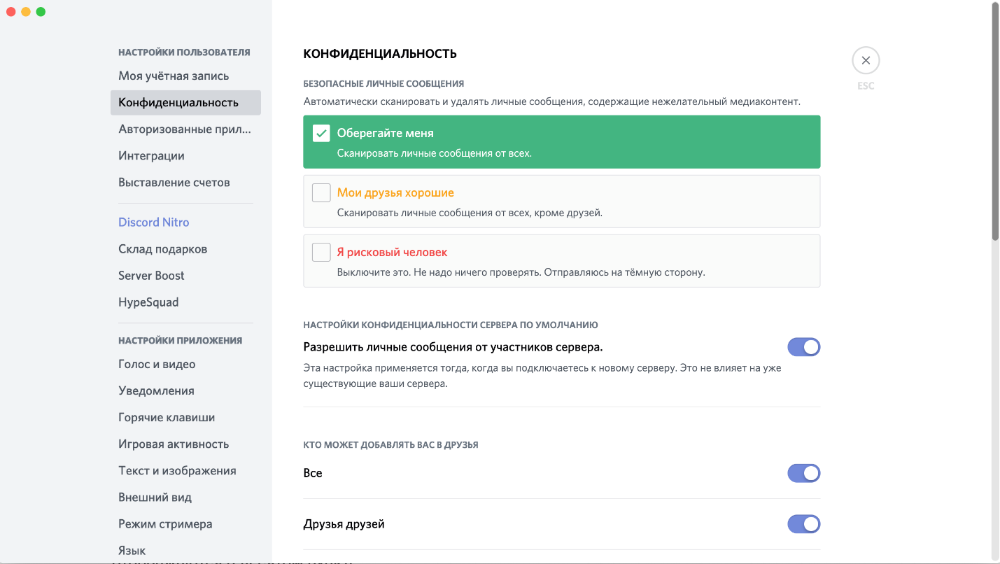 НАСТРОЙКИ ПОЛЬЗОВАТЕЛЯ
Моя учётная запись
Конфиденциальность
Авторизованные прил...
Интеграции
Выставление счетов
Discord Nitro
Склад подарков
Server Boost
HypeSquad
НАСТРОЙКИ ПРИЛОЖЕНИЯ
Голос и видео
Уведомления
Горячие клавиши
Игровая активность
Текст и изображения
Внешний вид
Режим стримера
Язык
КОНФИДЕНЦИАЛЬНОСТЬ
ESC
БЕЗОПАСНЫЕ ЛИЧНЫЕ СООБЩЕНИЯ
Автоматически сканировать и удалять личные сообщения, содержащие нежелательный медиаконтент.
Оберегайте меня
Сканировать личные сообщения от всех.
Мои друзья хорошие
Сканировать личные сообщения от всех, кроме друзей.
Я рисковый человек
Выключите это. Не надо ничего проверять. Отправляюсь на тёмную сторону.
НАСТРОЙКИ КОНФИДЕНЦИАЛЬНОСТИ СЕРВЕРА ПО УМОЛЧАНИЮ
Разрешить личные сообщения от участников сервера.
Эта настройка применяется тогда, когда вы подключаетесь к новому серверу. Это не влияет на уже
существующие ваши сервера.
КТО МОЖЕТ ДОБАВЛЯТЬ ВАС В ДРУЗЬЯ
Все
Друзья друзей